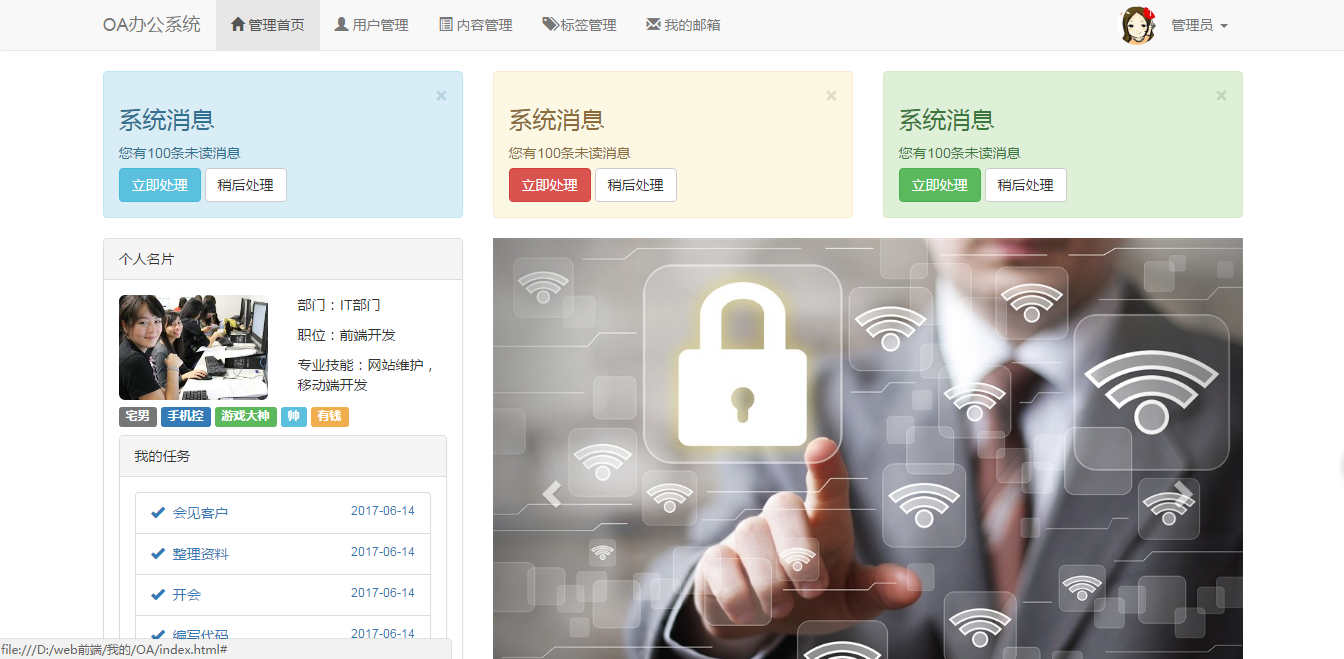 OA办公系统 管理首页 用户管理 内容管理 标签管理 我的邮箱 管理员
× × ×
系统消息 系统消息 系统消息
您有100条未读消息 您有100条未读消息 您有100条未读消息
立即处理 稍后处理 立即处理 稍后处理 立即处理 稍后处理
个人名片
部门：IT部门
职位：前端开发
专业技能：网站维护，
移动端开发
宅男 手机控 游戏大神 帅 有钱
我的任务
会见客户 2017-06-14
整理资料 2017-06-14
开会 2017-06-14
编写代码 2017-06-14
file:///D:/web前端/我的/OA/index.html#